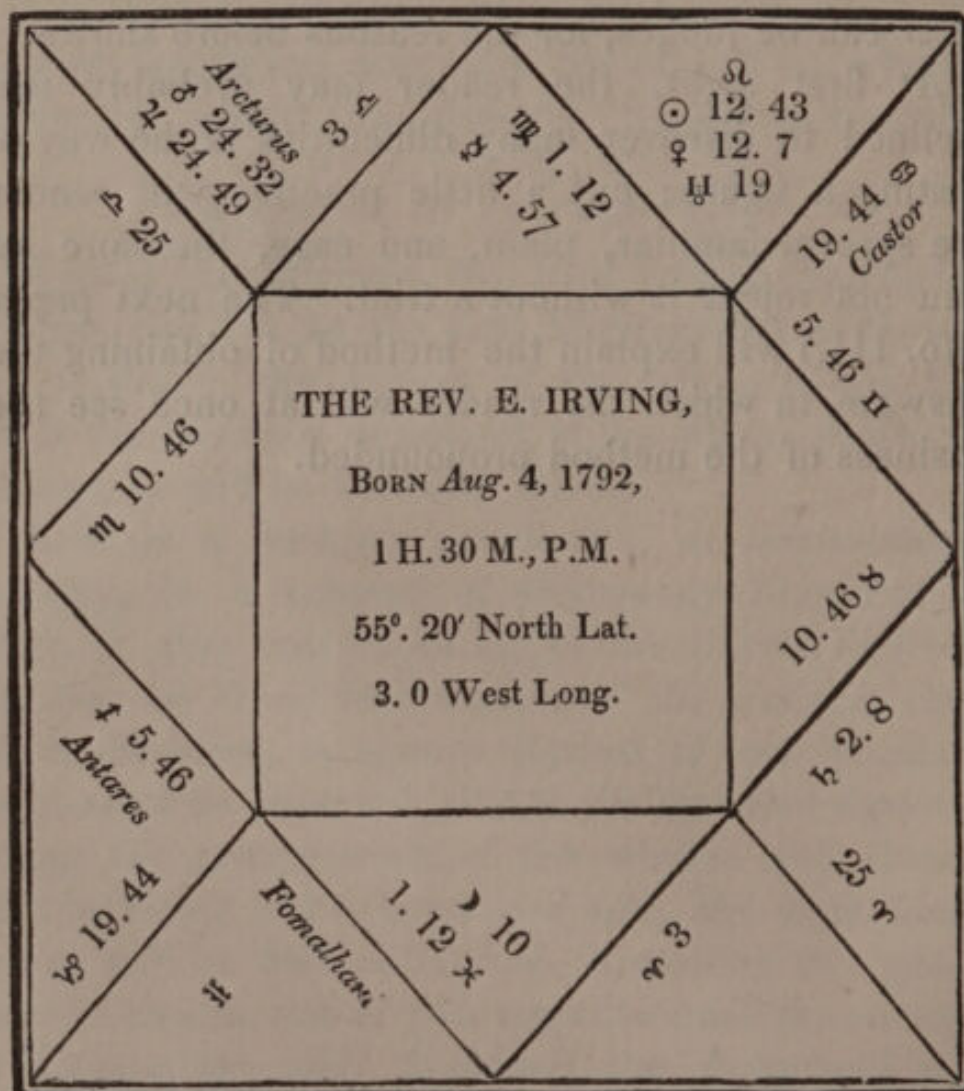 THE REV. E. IRVING,
BORN Aug. 4, 1792,
1 H. 30 M., P.M.
55°. 20′ North Lat.
3. 0 West Long.
♍ 1. 12
☿ 4. 57
3 ♎
Arcturus
♂ 24. 32
♃ 24. 49
♎ 25
♏ 10. 46
♐ 5. 46
Antares
♑ 19. 44
♒
☽ 10
1. 12 ♓
♈ 3
25 ♈
♄ 2. 8
10. 46 ♉
5. 46 ♊
19. 44 ♋
Castor
♌
☉ 12. 43
♀ 12. 7
♅ 19